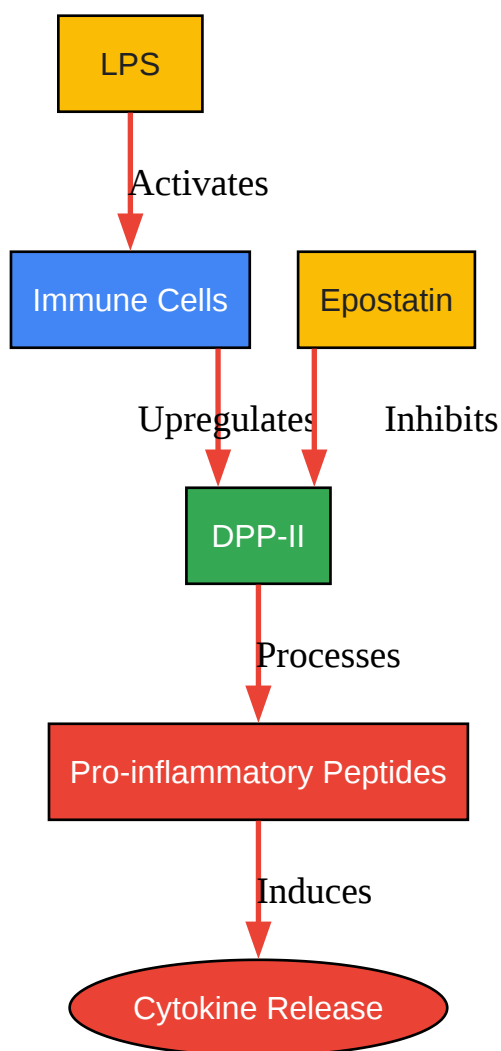 LPS
Activates
Immune Cells
Epostatin
Upregulates
Inhibits
DPP-II
Processes
Pro-inflammatory Peptides
Induces
Cytokine Release